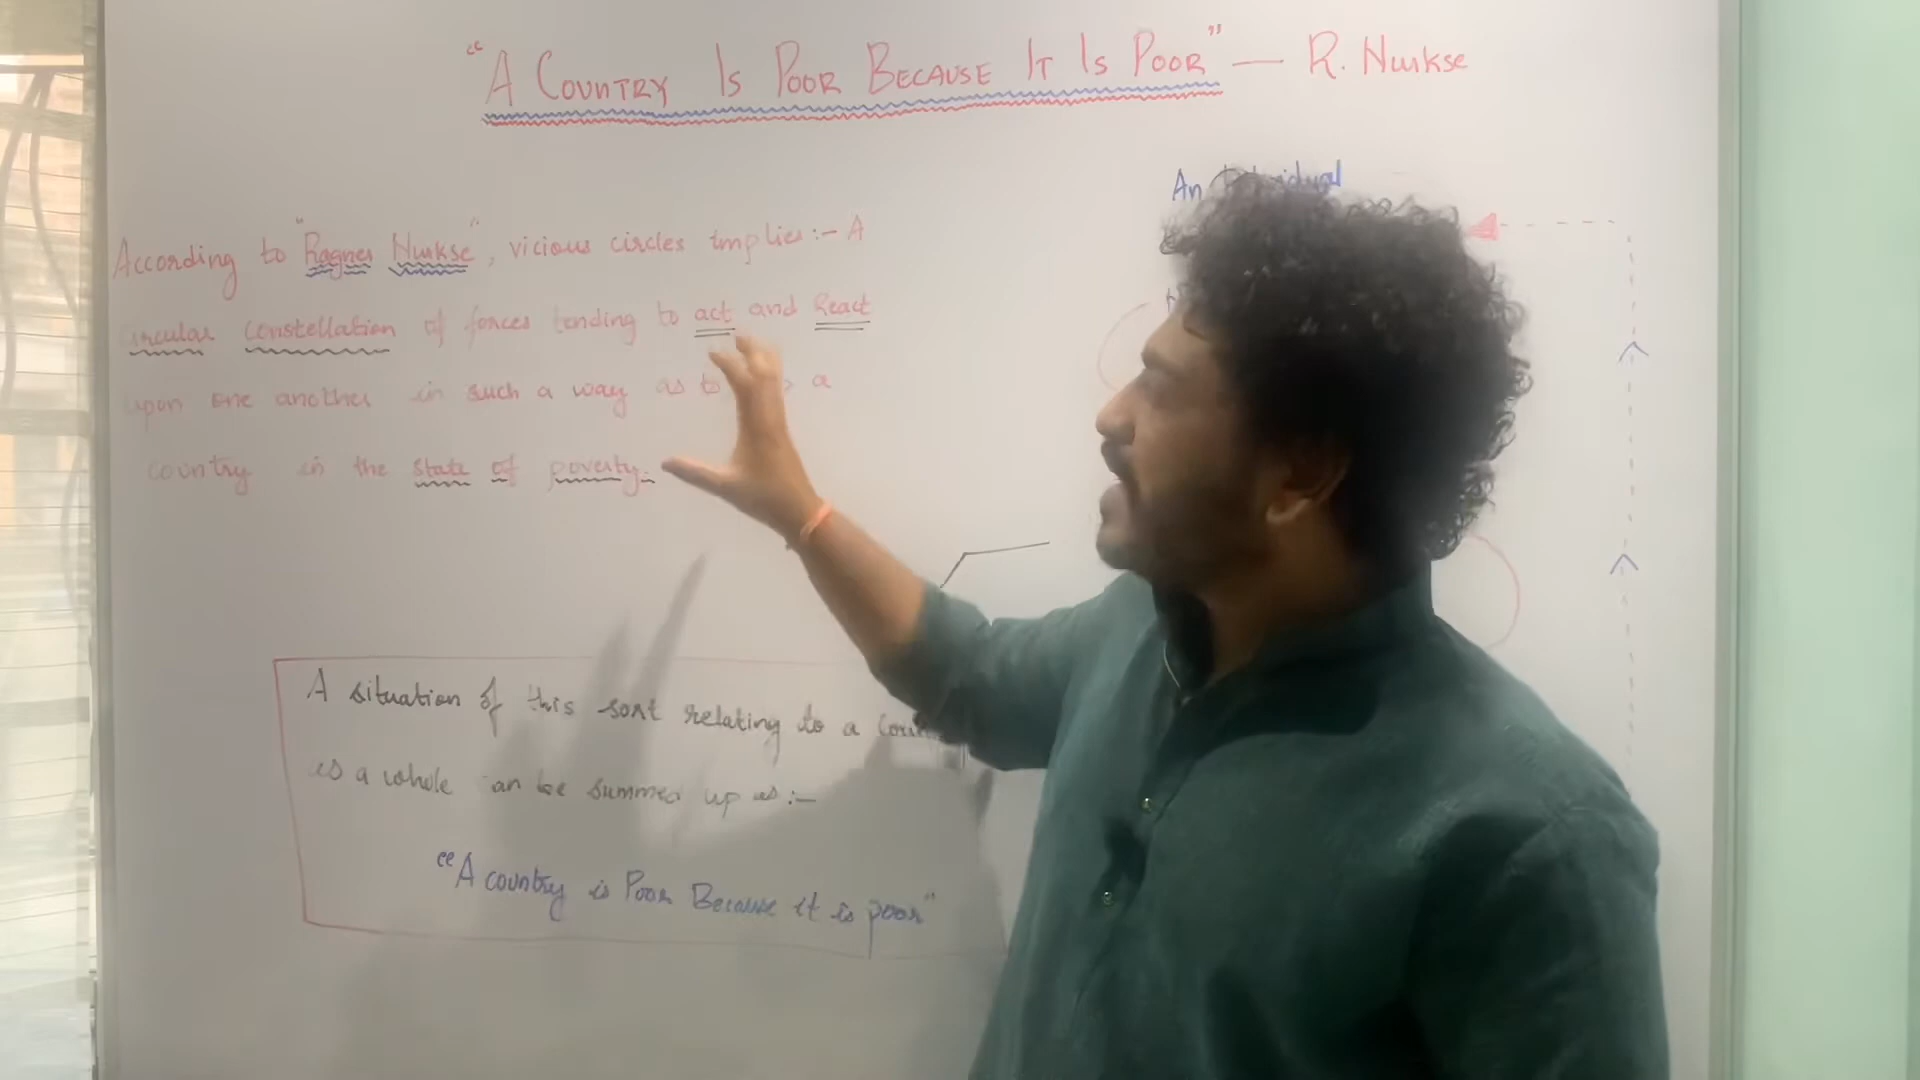 "A COUNTRY IS POOR BECAUSE IT IS POOR" — R. Nurkse
According to "Ragner Nurkse", vicious circles implies:- A
circular constellation of forces tending to act and React
upon one another in such a way as to a
country in the state of poverty.
A situation of this sort relating to a
as a whole can be summed up as:-
"A country is Poor Because it is poor"
An